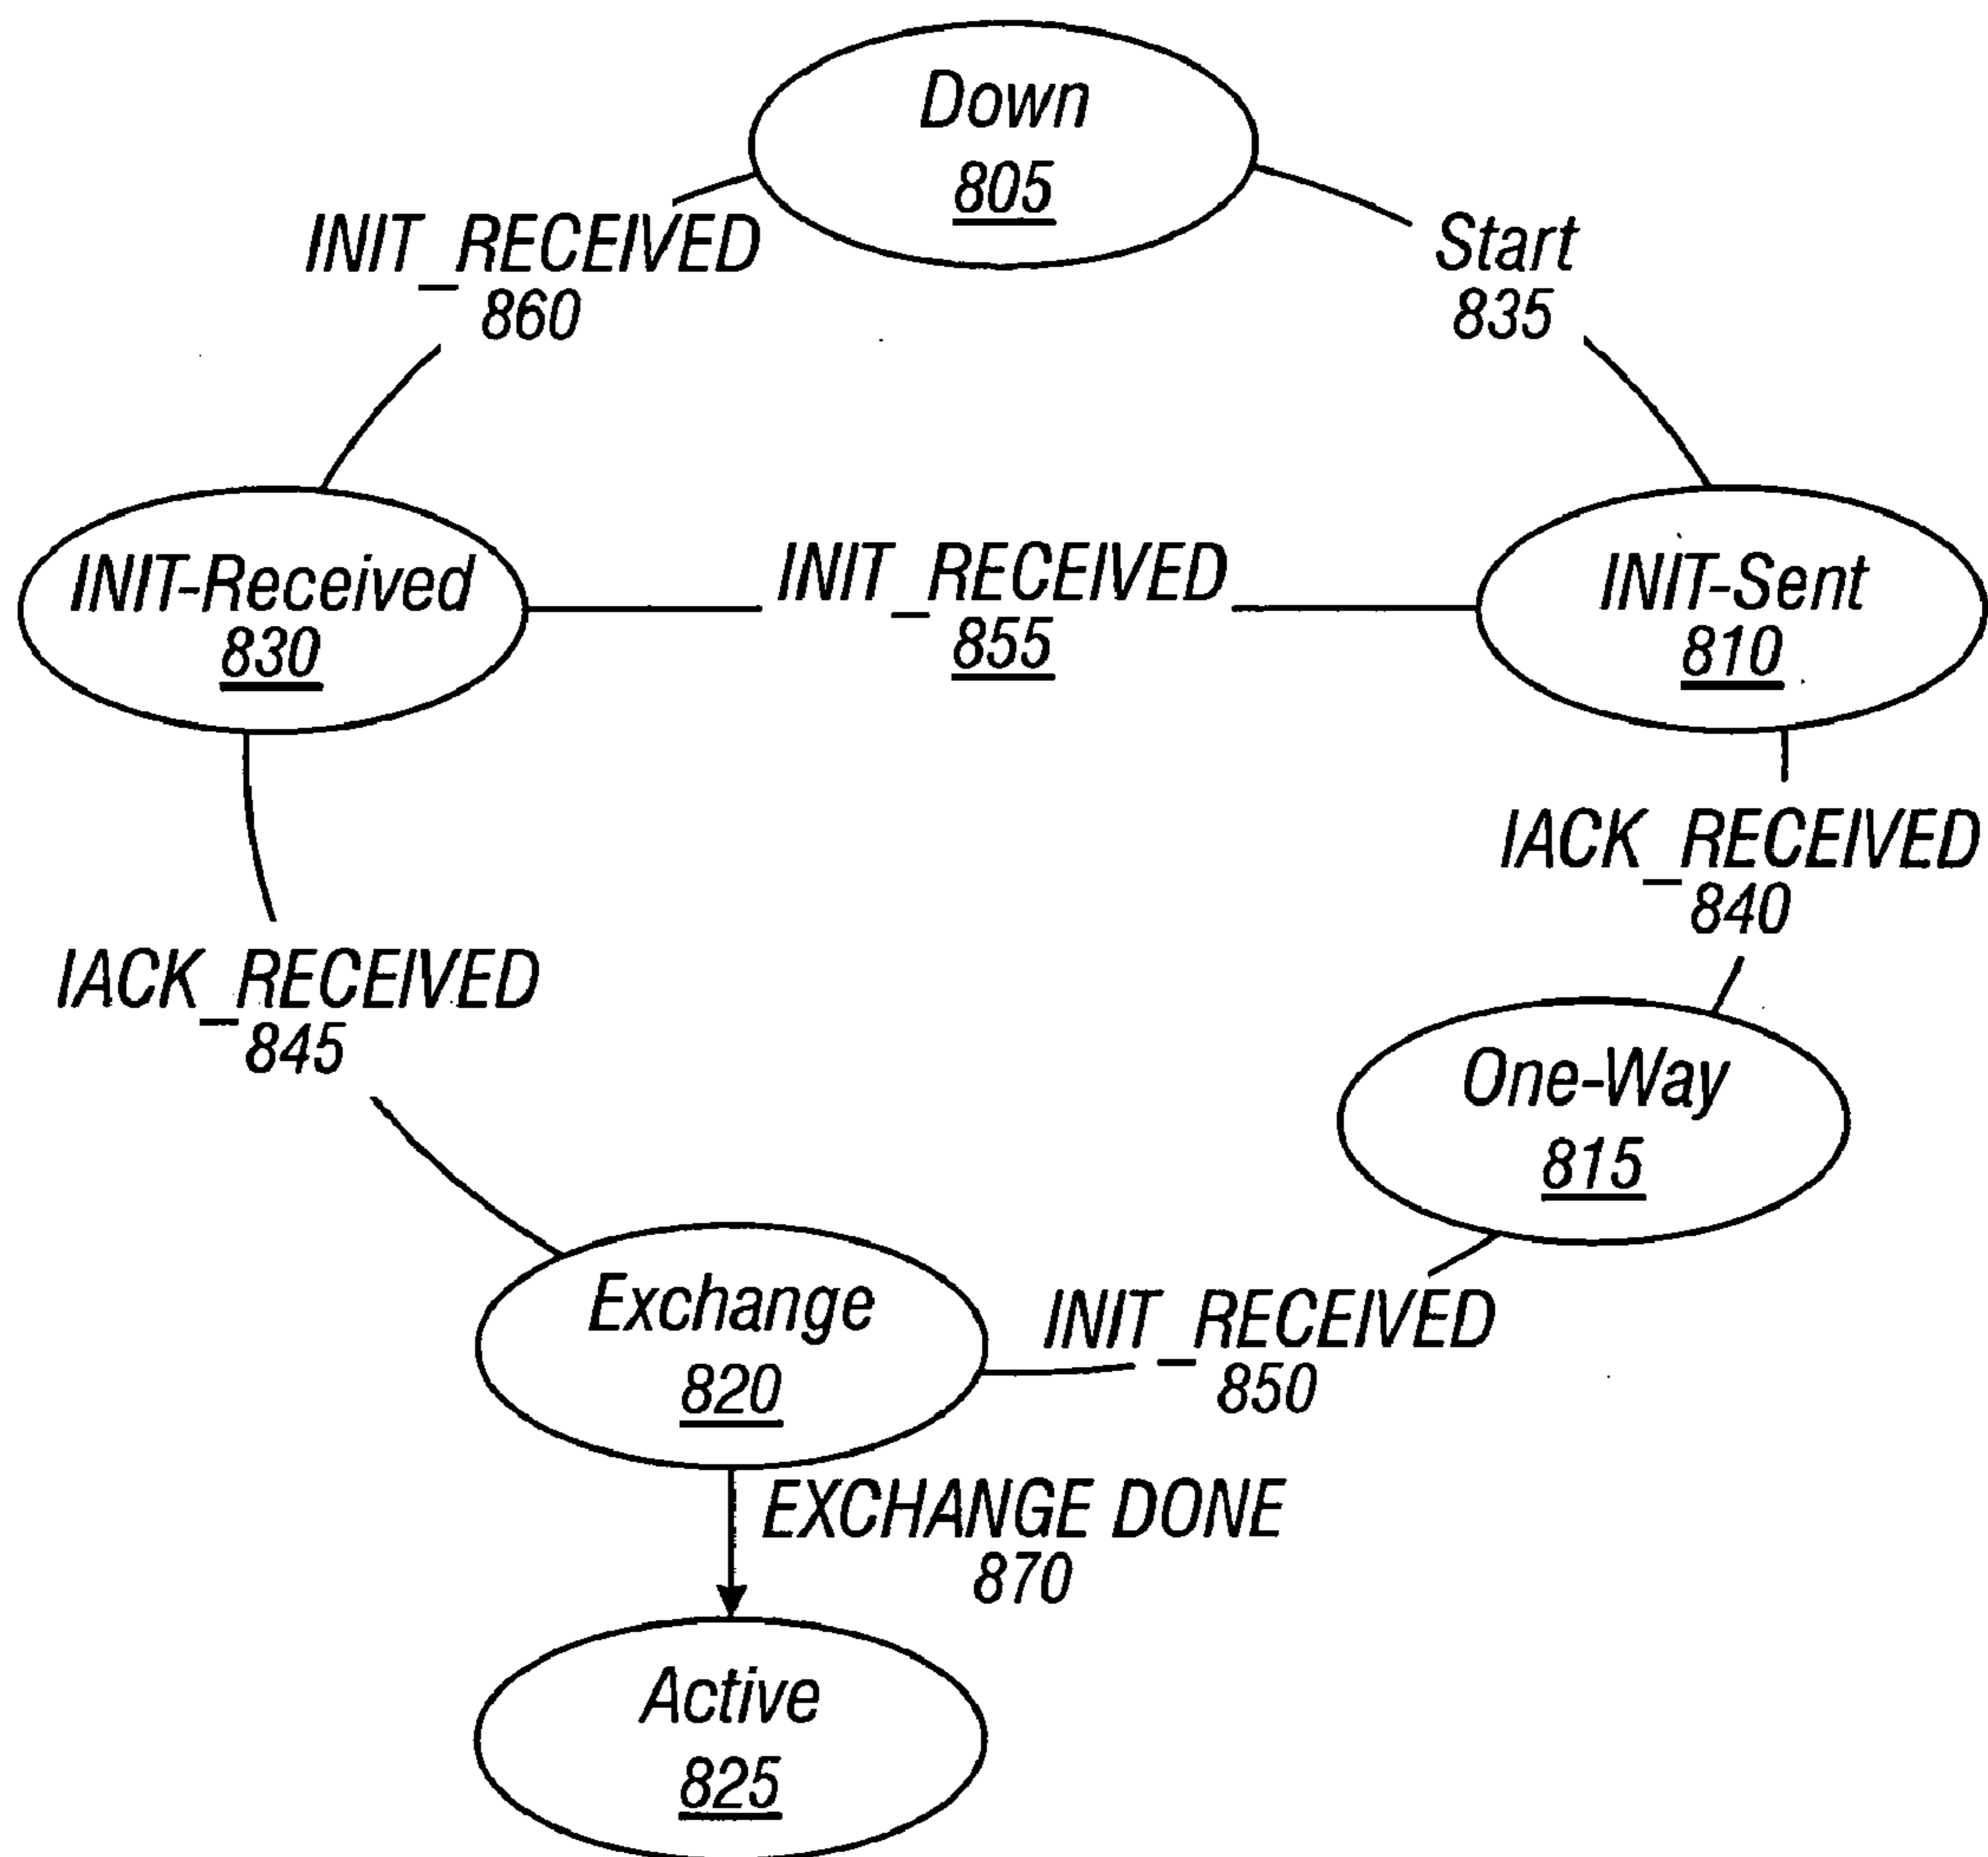 Down
805
INIT_RECEIVED
860
Start
835
INIT-Received
830
INIT_RECEIVED
855
INIT-Sent
810
IACK_RECEIVED
840
IACK_RECEIVED
845
One-Way
815
Exchange
820
INIT_RECEIVED
850
EXCHANGE DONE
870
Active
825